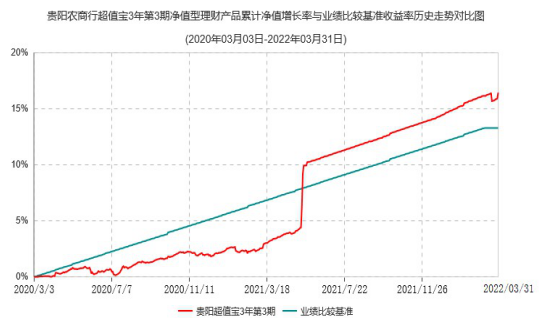 贵阳农商行超值宝3年第3期净值型理财产品累计净值增长率与业绩比较基准收益率历史走势对比图
(2020年03月03日-2022年03月31日)
20%
15%
10%
5%
0%
2020/3/3 2020/7/7 2020/11/11 2021/3/18 2021/7/22 2021/11/26 2022/03/31
贵阳超值宝3年第3期 业绩比较基准